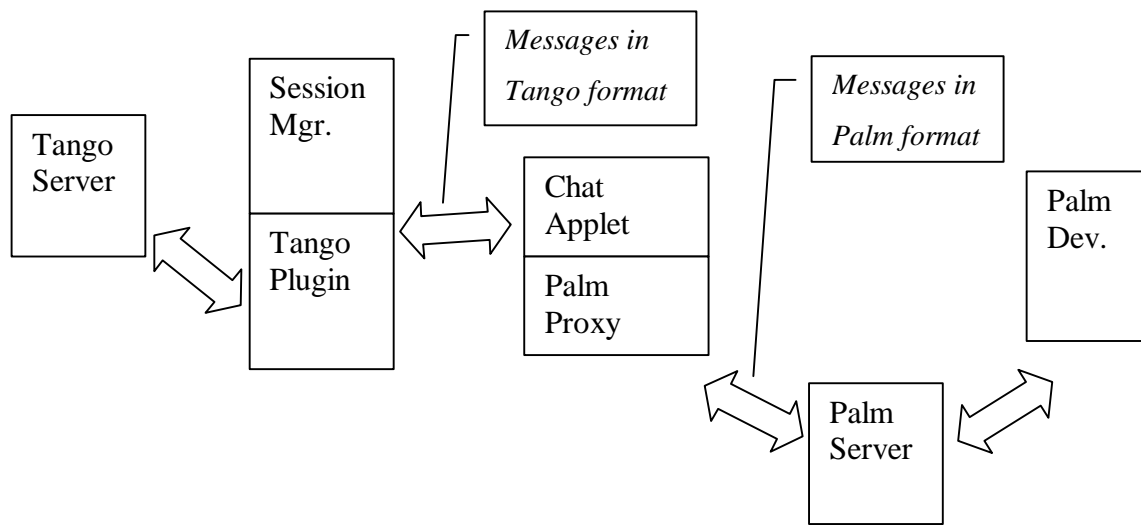 Tango
Server
Session
Mgr.
Tango
Plugin
Messages in
Tango format
Chat
Applet
Palm
Proxy
Messages in
Palm format
Palm
Server
Palm
Dev.